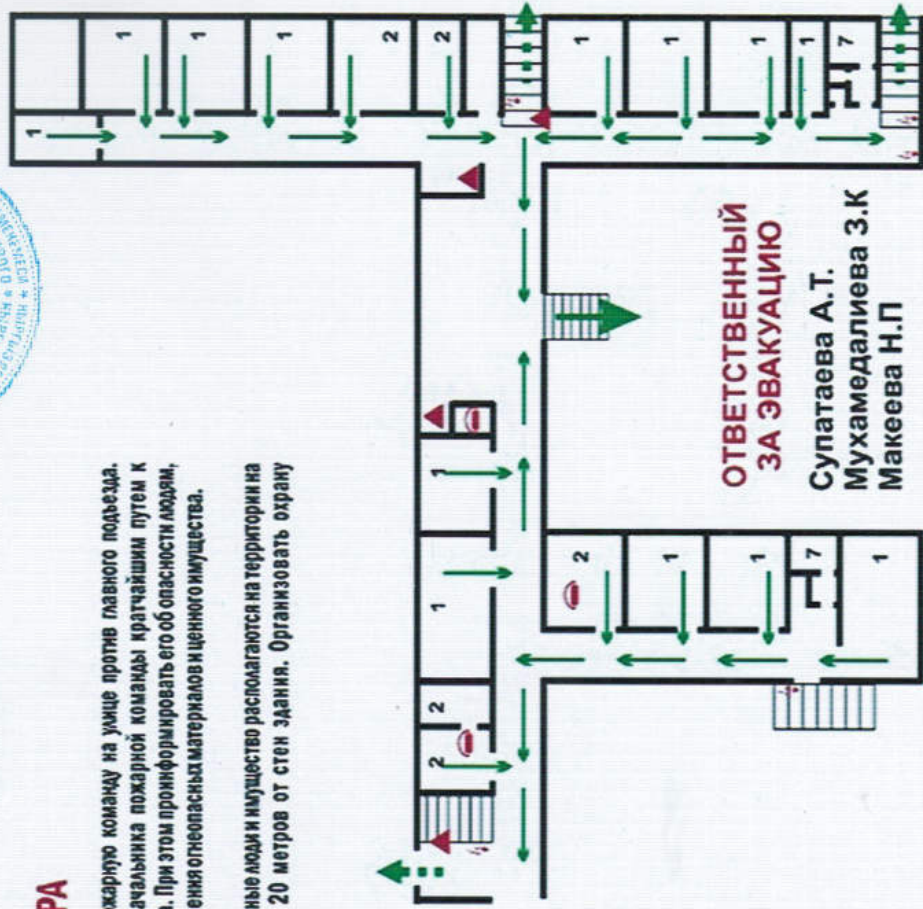 РА
ожарную команду на улице против главного подьезда.
ачальника пожарной команды кратчайшим путем к
а. При этом проинформировать его об опасности людям,
ения огнеопасных материалов и ценного имущества.
ные люди и имущество располагаются на территории на
20 метров от стен здания. Организовать охрану
1
1
1
1
2
2
2
2
1
1
1
1
1
1
7
2
1
1
7
1
ОТВЕТСТВЕННЫЙ
ЗА ЭВАКУАЦИЮ
Супатаева А.Т.
Мухамедалиева З.К
Макеева Н.П